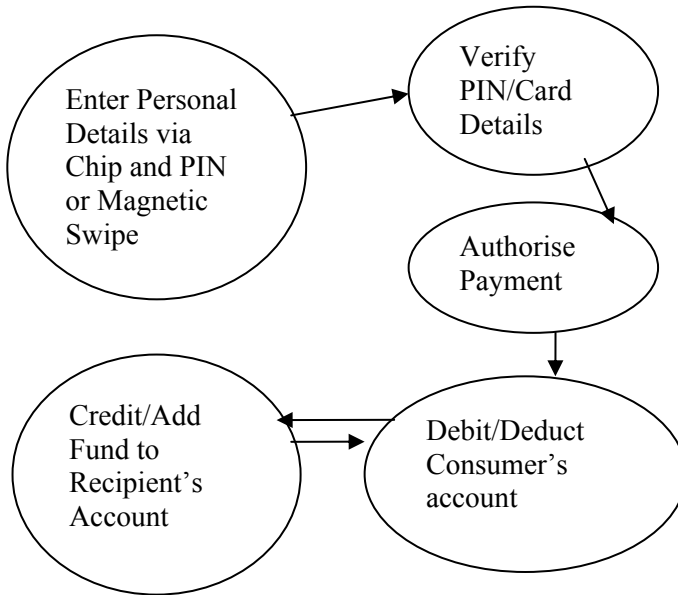 Enter Personal
Details via
Chip and PIN
or Magnetic
Swipe
Verify
PIN/Card
Details
Authorise
Payment
Credit/Add
Fund to
Recipient’s
Account
Debit/Deduct
Consumer’s
account